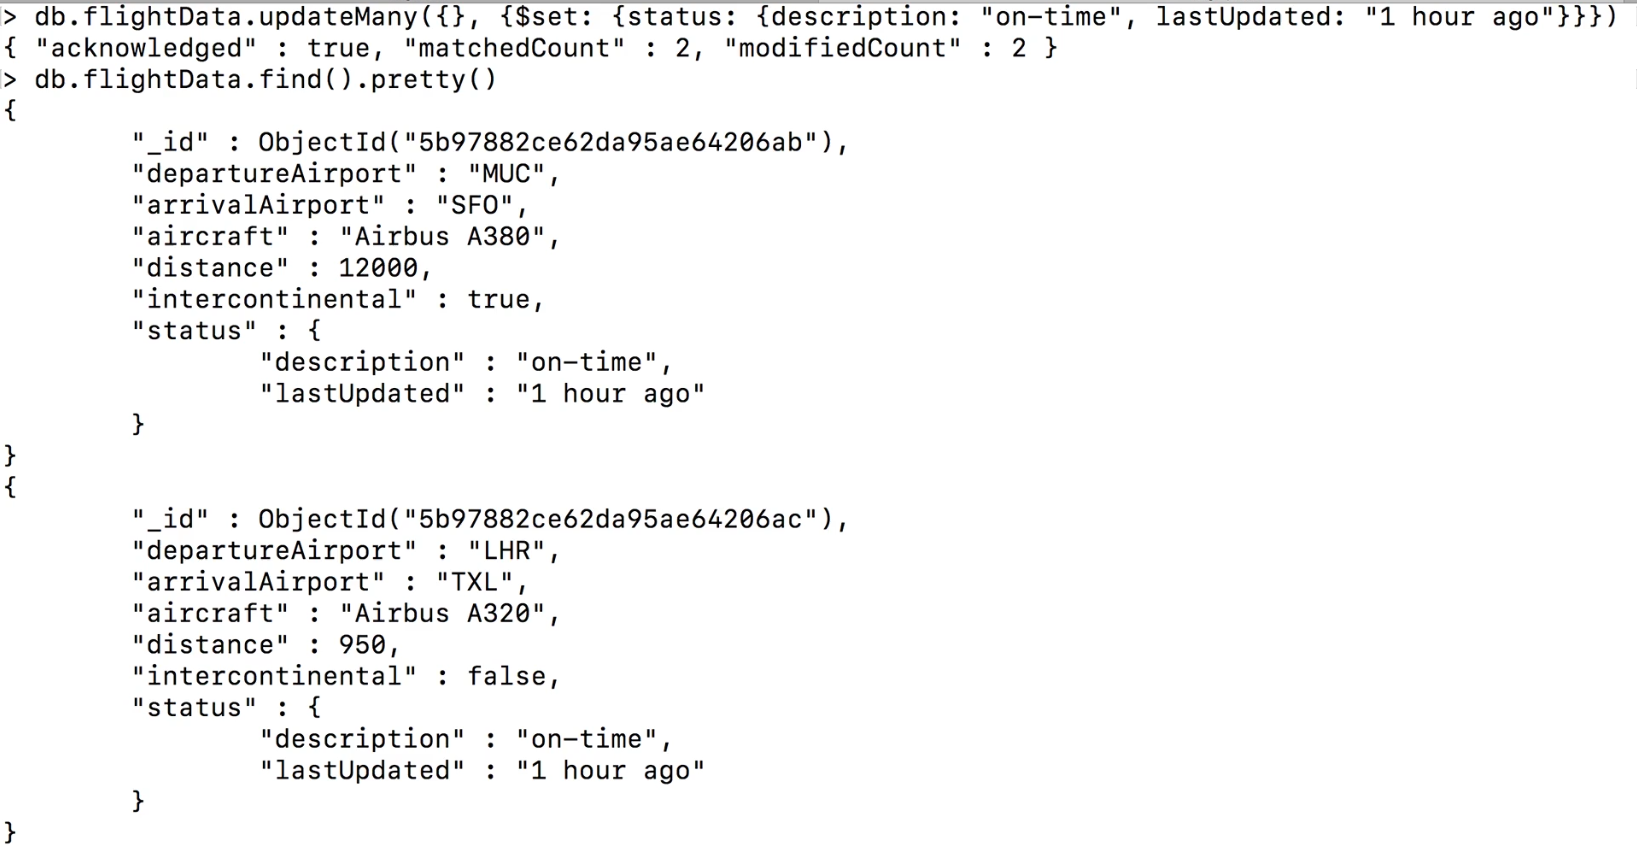 > db.flightData.updateMany({}, {$set: {status: {description: "on-time", lastUpdated: "1 hour ago"}}})
{ "acknowledged" : true, "matchedCount" : 2, "modifiedCount" : 2 }
> db.flightData.find().pretty()
{
"_id" : ObjectId("5b97882ce62da95ae64206ab"),
"departureAirport" : "MUC",
"arrivalAirport" : "SFO",
"aircraft" : "Airbus A380",
"distance" : 12000,
"intercontinental" : true,
"status" : {
"description" : "on-time",
"lastUpdated" : "1 hour ago"
}
}
{
"_id" : ObjectId("5b97882ce62da95ae64206ac"),
"departureAirport" : "LHR",
"arrivalAirport" : "TXL",
"aircraft" : "Airbus A320",
"distance" : 950,
"intercontinental" : false,
"status" : {
"description" : "on-time",
"lastUpdated" : "1 hour ago"
}
}